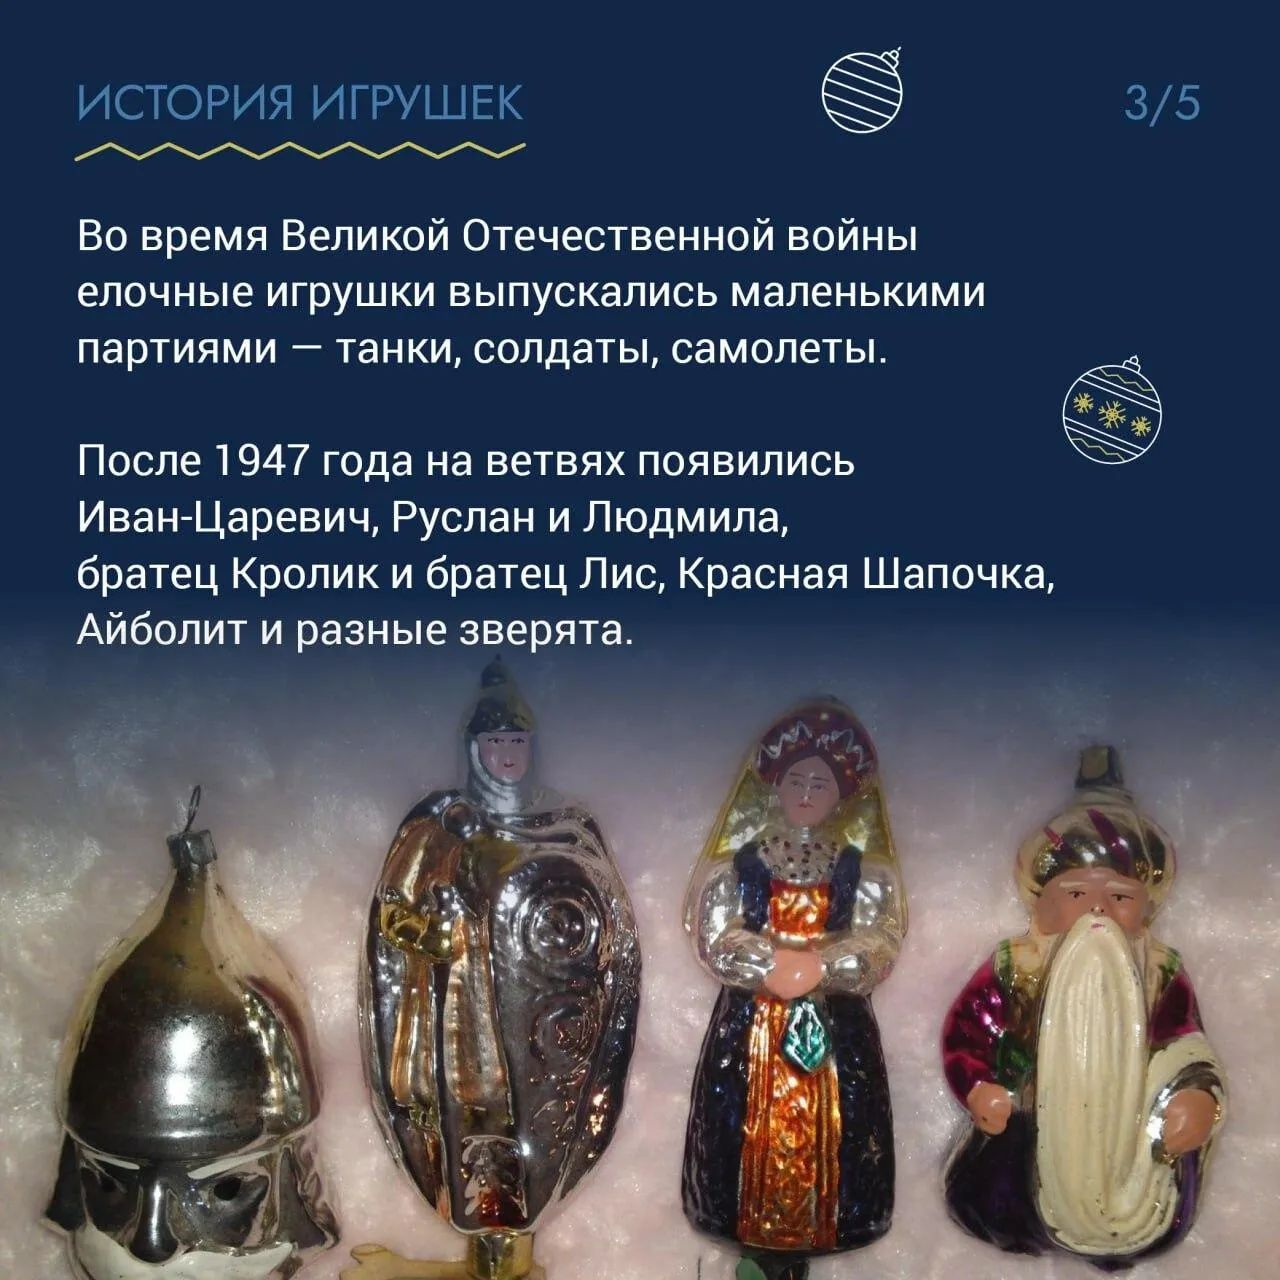 ИСТОРИЯ ИГРУШЕК
3/5
Во время Великой Отечественной войны
елочные игрушки выпускались маленькими
партиями — танки, солдаты, самолеты.
После 1947 года на ветвях появились
Иван-Царевич, Руслан и Людмила,
братец Кролик и братец Лис, Красная Шапочка,
Айболит и разные зверята.